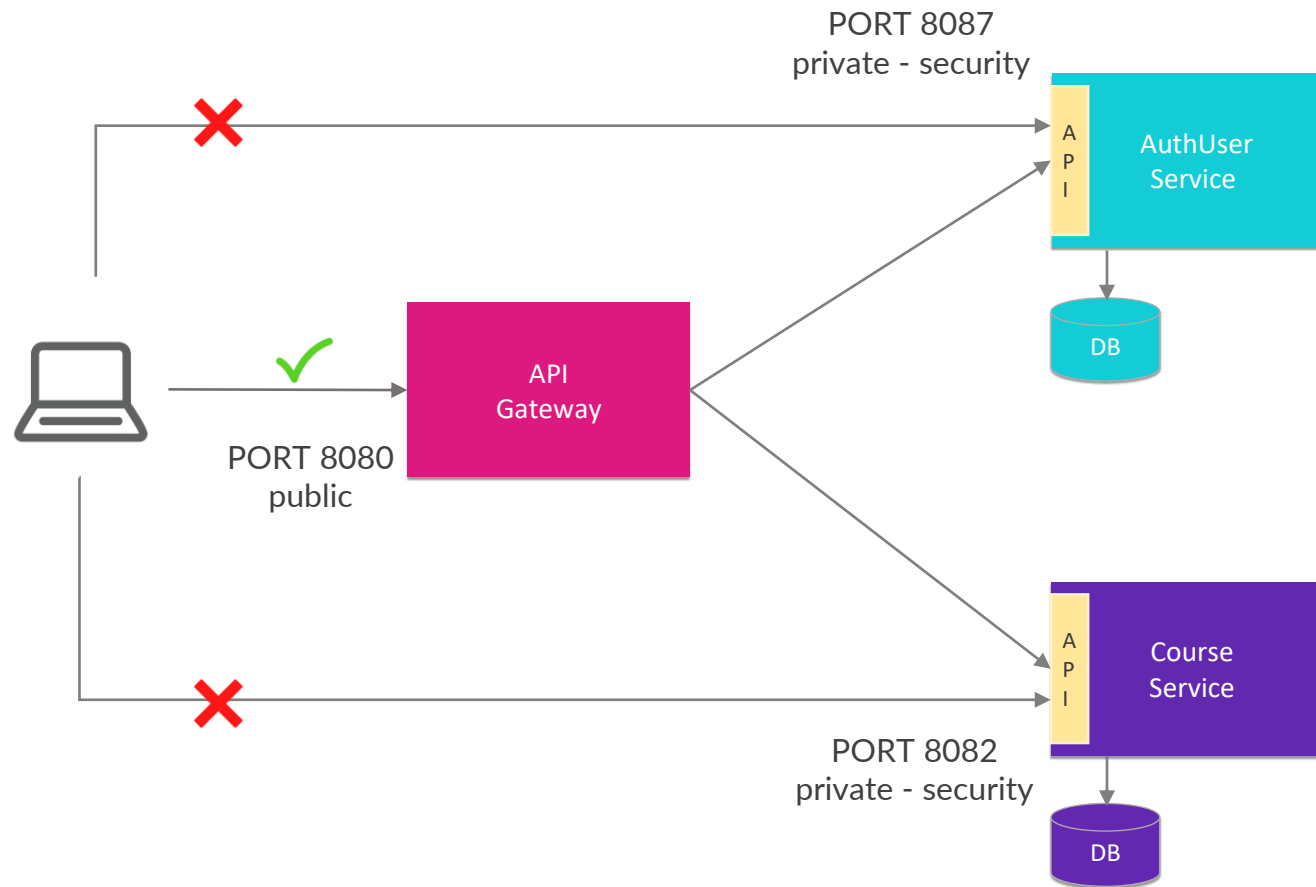 PORT 8087
private - security
A
P
I
AuthUser
Service
DB
API
Gateway
PORT 8080
public
A
P
I
Course
Service
PORT 8082
private - security
DB